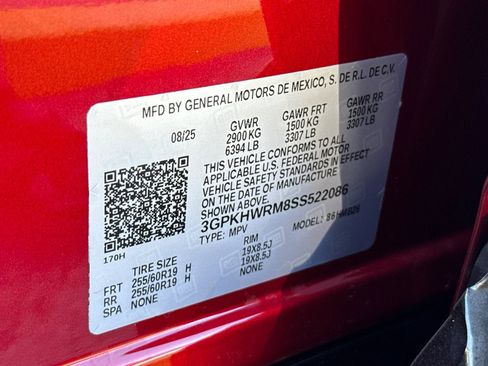 MFD BY GENERAL MOTORS DE MEXICO, S. DE R.L. DE C.V.
08/25 GVWR GAWR FRT GAWR RR
2900 KG 1500 KG 1500 KG
6394 LB 3307 LB 3307 LB
THIS VEHICLE CONFORMS TO ALL
APPLICABLE U.S. FEDERAL MOTOR
VEHICLE SAFETY STANDARDS IN EFFECT
ON THE DATE OF MANUFACTURE
SHOWN ABOVE.
3GPKHWRM8SS522086
TYPE: MPV MODEL:
170H
TIRE SIZE RIM
FRT 255/60R19 H 19X8.5J
RR 255/60R19 H 19X8.5J
SPA NONE NONE